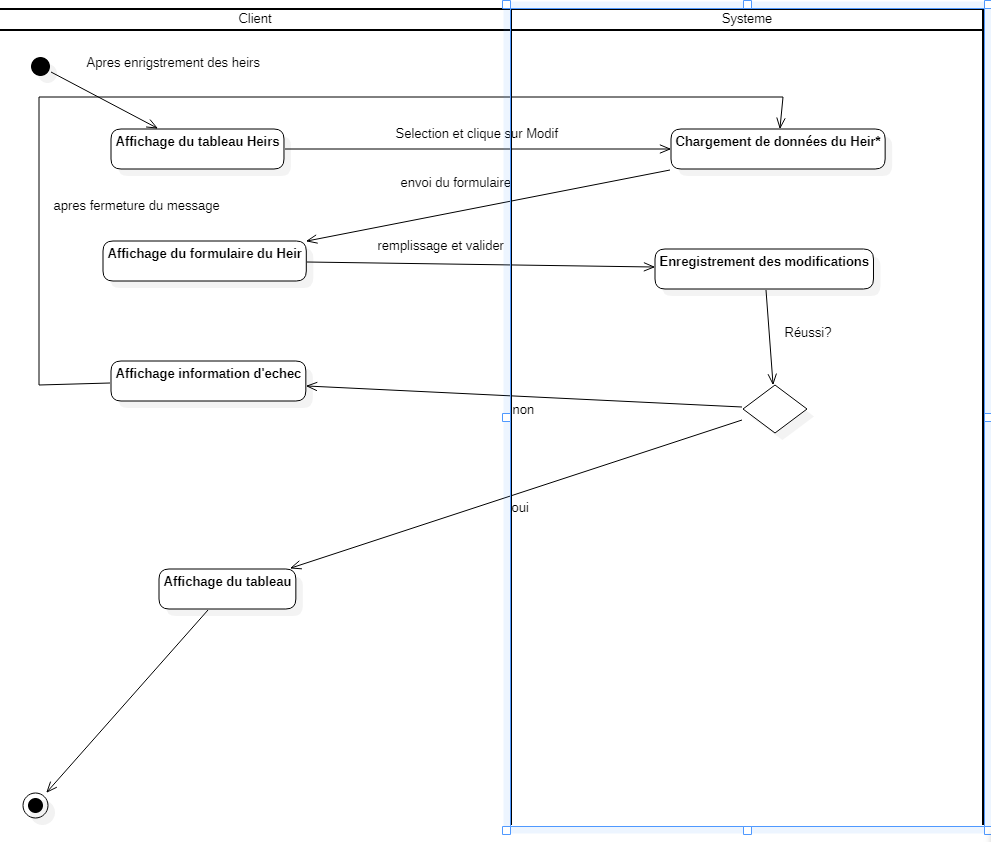 Client
Systeme
Apres enrigstrement des heirs
Selection et clique sur Modif
Affichage du tableau Heirs
Chargement de données du Heir*
envoi du formulaire
apres fermeture du message
remplissage et valider
Affichage du formulaire du Heir
Enregistrement des modifications
Réussi?
Affichage information d'echec
non
oui
Affichage du tableau